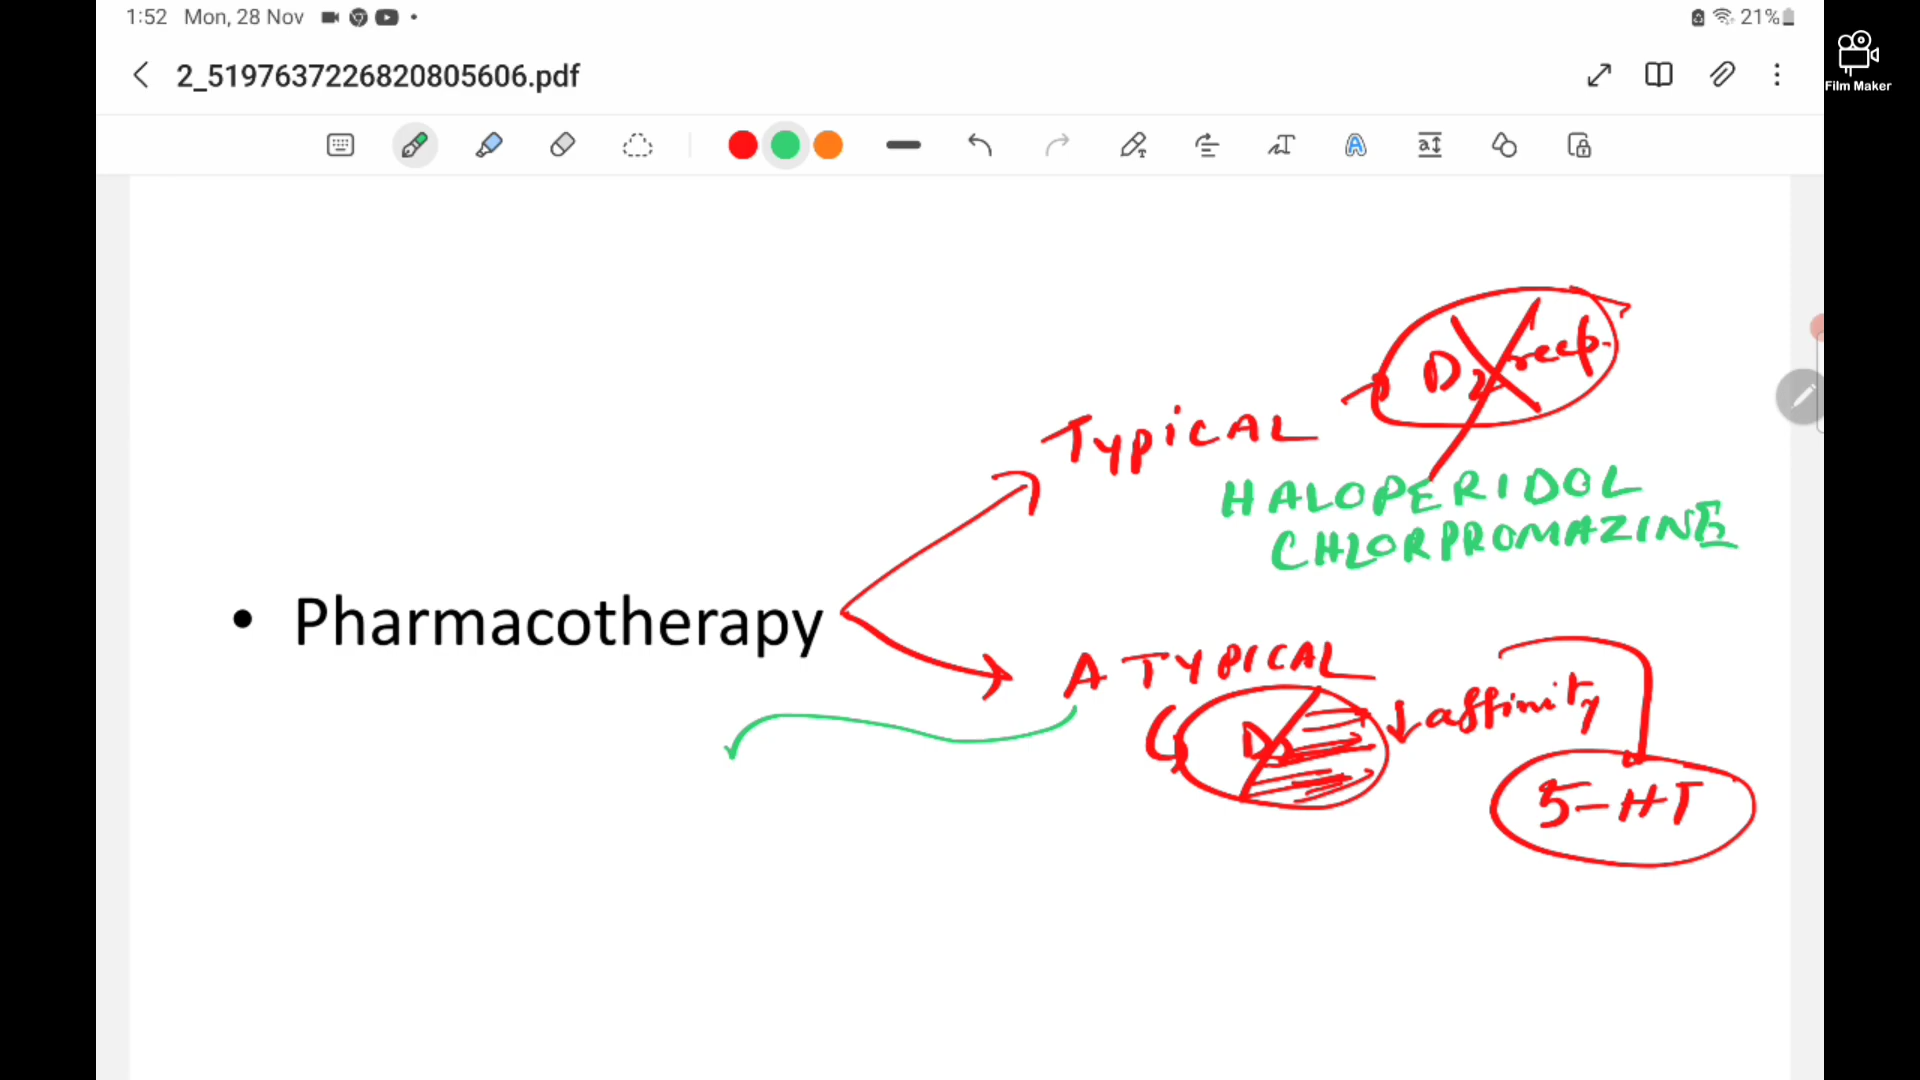 1:52 Mon, 28 Nov
21%
Film Maker
2_5197637226820805606.pdf
D2 recep.
TypiCAL
HALOPERIDOL
CHLORPROMAZINE
• Pharmacotherapy
ATYPICAL
D2
↓ affinity
5-HT